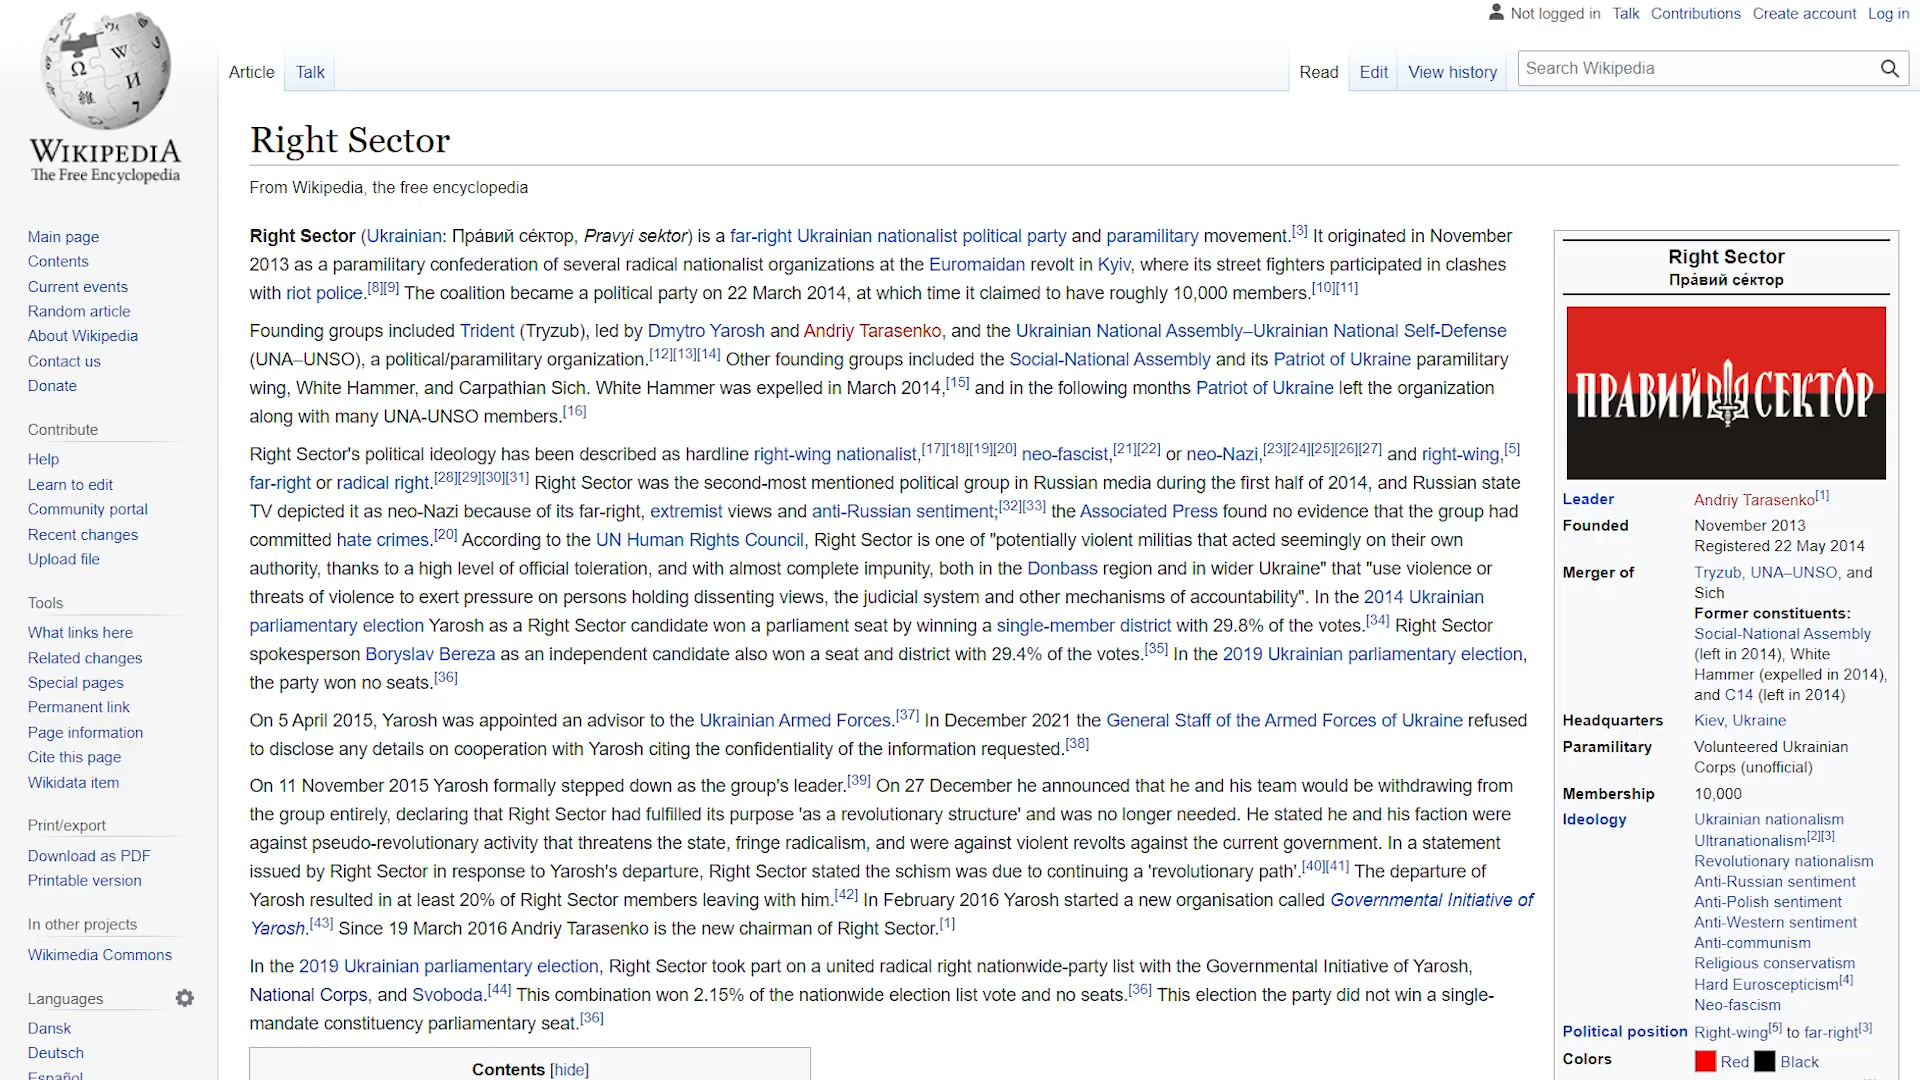 Not logged in Talk Contributions Create account Log in
Article Talk Read Edit View history Search Wikipedia
WIKIPEDIA
The Free Encyclopedia
Main page
Contents
Current events
Random article
About Wikipedia
Contact us
Donate
Contribute
Help
Learn to edit
Community portal
Recent changes
Upload file
Tools
What links here
Related changes
Special pages
Permanent link
Page information
Cite this page
Wikidata item
Print/export
Download as PDF
Printable version
In other projects
Wikimedia Commons
Languages
Dansk
Deutsch
Español
Right Sector
From Wikipedia, the free encyclopedia
Right Sector (Ukrainian: Пра́вий се́ктор, Pravyi sektor) is a far-right Ukrainian nationalist political party and paramilitary movement.[3] It originated in November
2013 as a paramilitary confederation of several radical nationalist organizations at the Euromaidan revolt in Kyiv, where its street fighters participated in clashes
with riot police.[8][9] The coalition became a political party on 22 March 2014, at which time it claimed to have roughly 10,000 members.[10][11]
Founding groups included Trident (Tryzub), led by Dmytro Yarosh and Andriy Tarasenko, and the Ukrainian National Assembly–Ukrainian National Self-Defense
(UNA–UNSO), a political/paramilitary organization.[12][13][14] Other founding groups included the Social-National Assembly and its Patriot of Ukraine paramilitary
wing, White Hammer, and Carpathian Sich. White Hammer was expelled in March 2014,[15] and in the following months Patriot of Ukraine left the organization
along with many UNA-UNSO members.[16]
Right Sector's political ideology has been described as hardline right-wing nationalist,[17][18][19][20] neo-fascist,[21][22] or neo-Nazi,[23][24][25][26][27] and right-wing,[5]
far-right or radical right.[28][29][30][31] Right Sector was the second-most mentioned political group in Russian media during the first half of 2014, and Russian state
TV depicted it as neo-Nazi because of its far-right, extremist views and anti-Russian sentiment;[32][33] the Associated Press found no evidence that the group had
committed hate crimes.[20] According to the UN Human Rights Council, Right Sector is one of "potentially violent militias that acted seemingly on their own
authority, thanks to a high level of official toleration, and with almost complete impunity, both in the Donbass region and in wider Ukraine" that "use violence or
threats of violence to exert pressure on persons holding dissenting views, the judicial system and other mechanisms of accountability". In the 2014 Ukrainian
parliamentary election Yarosh as a Right Sector candidate won a parliament seat by winning a single-member district with 29.8% of the votes.[34] Right Sector
spokesperson Boryslav Bereza as an independent candidate also won a seat and district with 29.4% of the votes.[35] In the 2019 Ukrainian parliamentary election,
the party won no seats.[36]
On 5 April 2015, Yarosh was appointed an advisor to the Ukrainian Armed Forces.[37] In December 2021 the General Staff of the Armed Forces of Ukraine refused
to disclose any details on cooperation with Yarosh citing the confidentiality of the information requested.[38]
On 11 November 2015 Yarosh formally stepped down as the group's leader.[39] On 27 December he announced that he and his team would be withdrawing from
the group entirely, declaring that Right Sector had fulfilled its purpose 'as a revolutionary structure' and was no longer needed. He stated he and his faction were
against pseudo-revolutionary activity that threatens the state, fringe radicalism, and were against violent revolts against the current government. In a statement
issued by Right Sector in response to Yarosh's departure, Right Sector stated the schism was due to continuing a 'revolutionary path'.[40][41] The departure of
Yarosh resulted in at least 20% of Right Sector members leaving with him.[42] In February 2016 Yarosh started a new organisation called Governmental Initiative of
Yarosh.[43] Since 19 March 2016 Andriy Tarasenko is the new chairman of Right Sector.[1]
In the 2019 Ukrainian parliamentary election, Right Sector took part on a united radical right nationwide-party list with the Governmental Initiative of Yarosh,
National Corps, and Svoboda.[44] This combination won 2.15% of the nationwide election list vote and no seats.[36] This election the party did not win a single-
mandate constituency parliamentary seat.[36]
Contents [hide]
Right Sector
Пра́вий се́ктор
ПРАВИЙ СЕКТОР
Leader Andriy Tarasenko[1]
Founded November 2013
Registered 22 May 2014
Merger of Tryzub, UNA–UNSO, and
Sich
Former constituents:
Social-National Assembly
(left in 2014), White
Hammer (expelled in 2014),
and C14 (left in 2014)
Headquarters Kiev, Ukraine
Paramilitary Volunteered Ukrainian
Corps (unofficial)
Membership 10,000
Ideology Ukrainian nationalism
Ultranationalism[2][3]
Revolutionary nationalism
Anti-Russian sentiment
Anti-Polish sentiment
Anti-Western sentiment
Anti-communism
Religious conservatism
Hard Euroscepticism[4]
Neo-fascism
Political position Right-wing[5] to far-right[3]
Colors Red Black